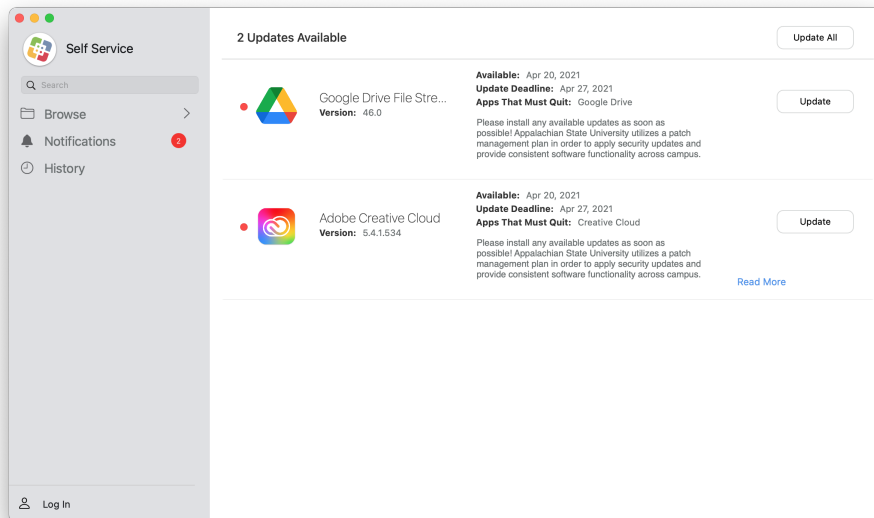 Self Service
Search
Browse
Notifications 2
History
Log In
2 Updates Available
Update All
Google Drive File Stre...
Version: 46.0
Available: Apr 20, 2021
Update Deadline: Apr 27, 2021
Apps That Must Quit: Google Drive
Please install any available updates as soon as
possible! Appalachian State University utilizes a patch
management plan in order to apply security updates and
provide consistent software functionality across campus.
Update
Adobe Creative Cloud
Version: 5.4.1.534
Available: Apr 20, 2021
Update Deadline: Apr 27, 2021
Apps That Must Quit: Creative Cloud
Please install any available updates as soon as
possible! Appalachian State University utilizes a patch
management plan in order to apply security updates and
provide consistent software functionality across campus.
Read More
Update